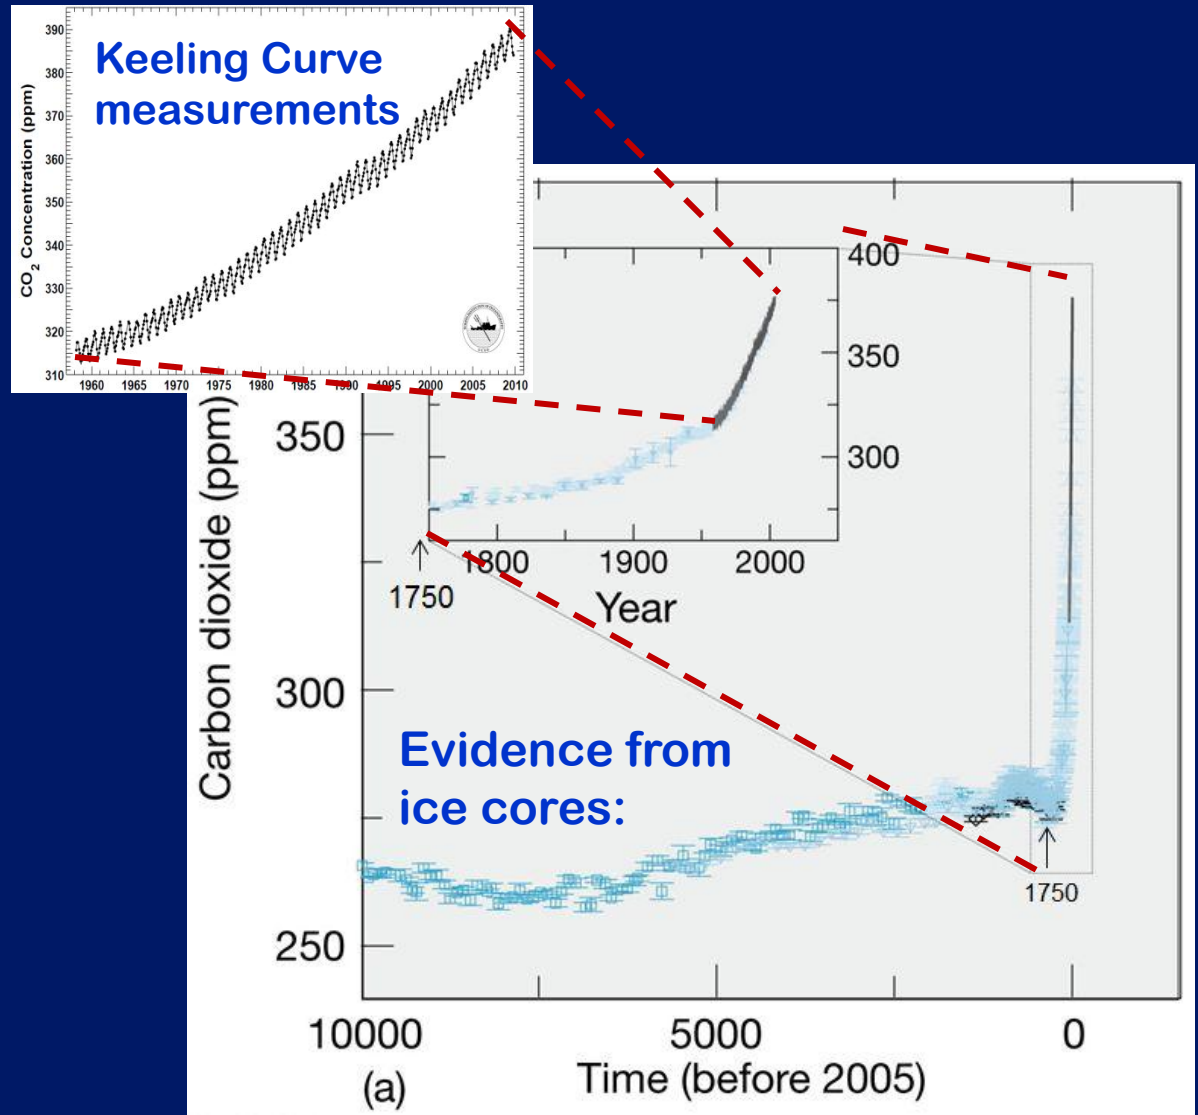 Keeling Curve
measurements
CO2 Concentration (ppm)
390
380
370
360
350
340
330
320
310
1960 1965 1970 1975 1980 1985 1990 1995 2000 2005 2010
400
350
300
1800 1900 2000
1750
Year
Carbon dioxide (ppm)
350
300
250
Evidence from
ice cores:
1750
10000 5000 0
Time (before 2005)
(a)